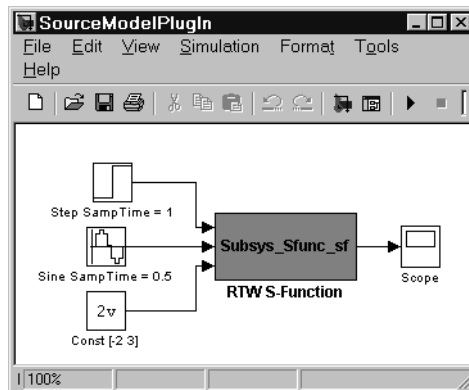 SourceModelPlugIn
File Edit View Simulation Format Tools
Help
Step SampTime = 1
Subsys_Sfunc_sf
Sine SampTime = 0.5
Scope
RTW S-Function
2
Const [-2 3]
100%